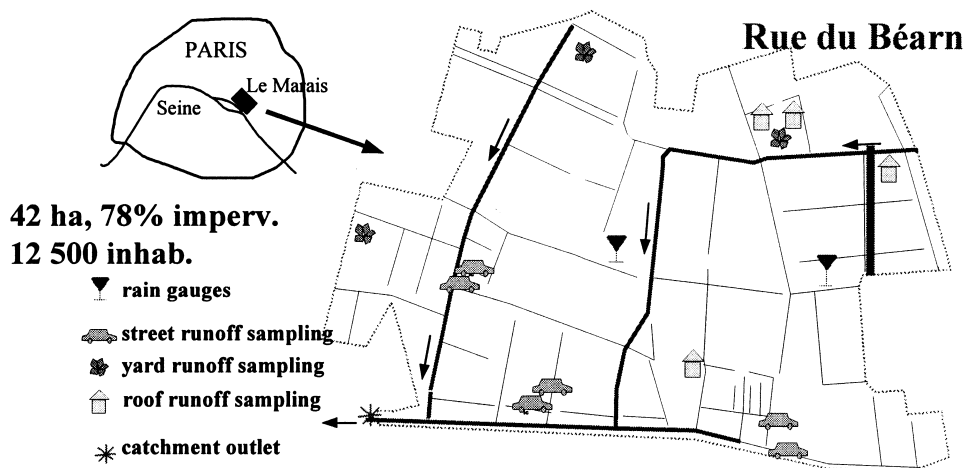 PARIS
Le Marais
Seine
Rue du Béarn
42 ha, 78% imperv.
12 500 inhab.
rain gauges
street runoff sampling
yard runoff sampling
roof runoff sampling
catchment outlet